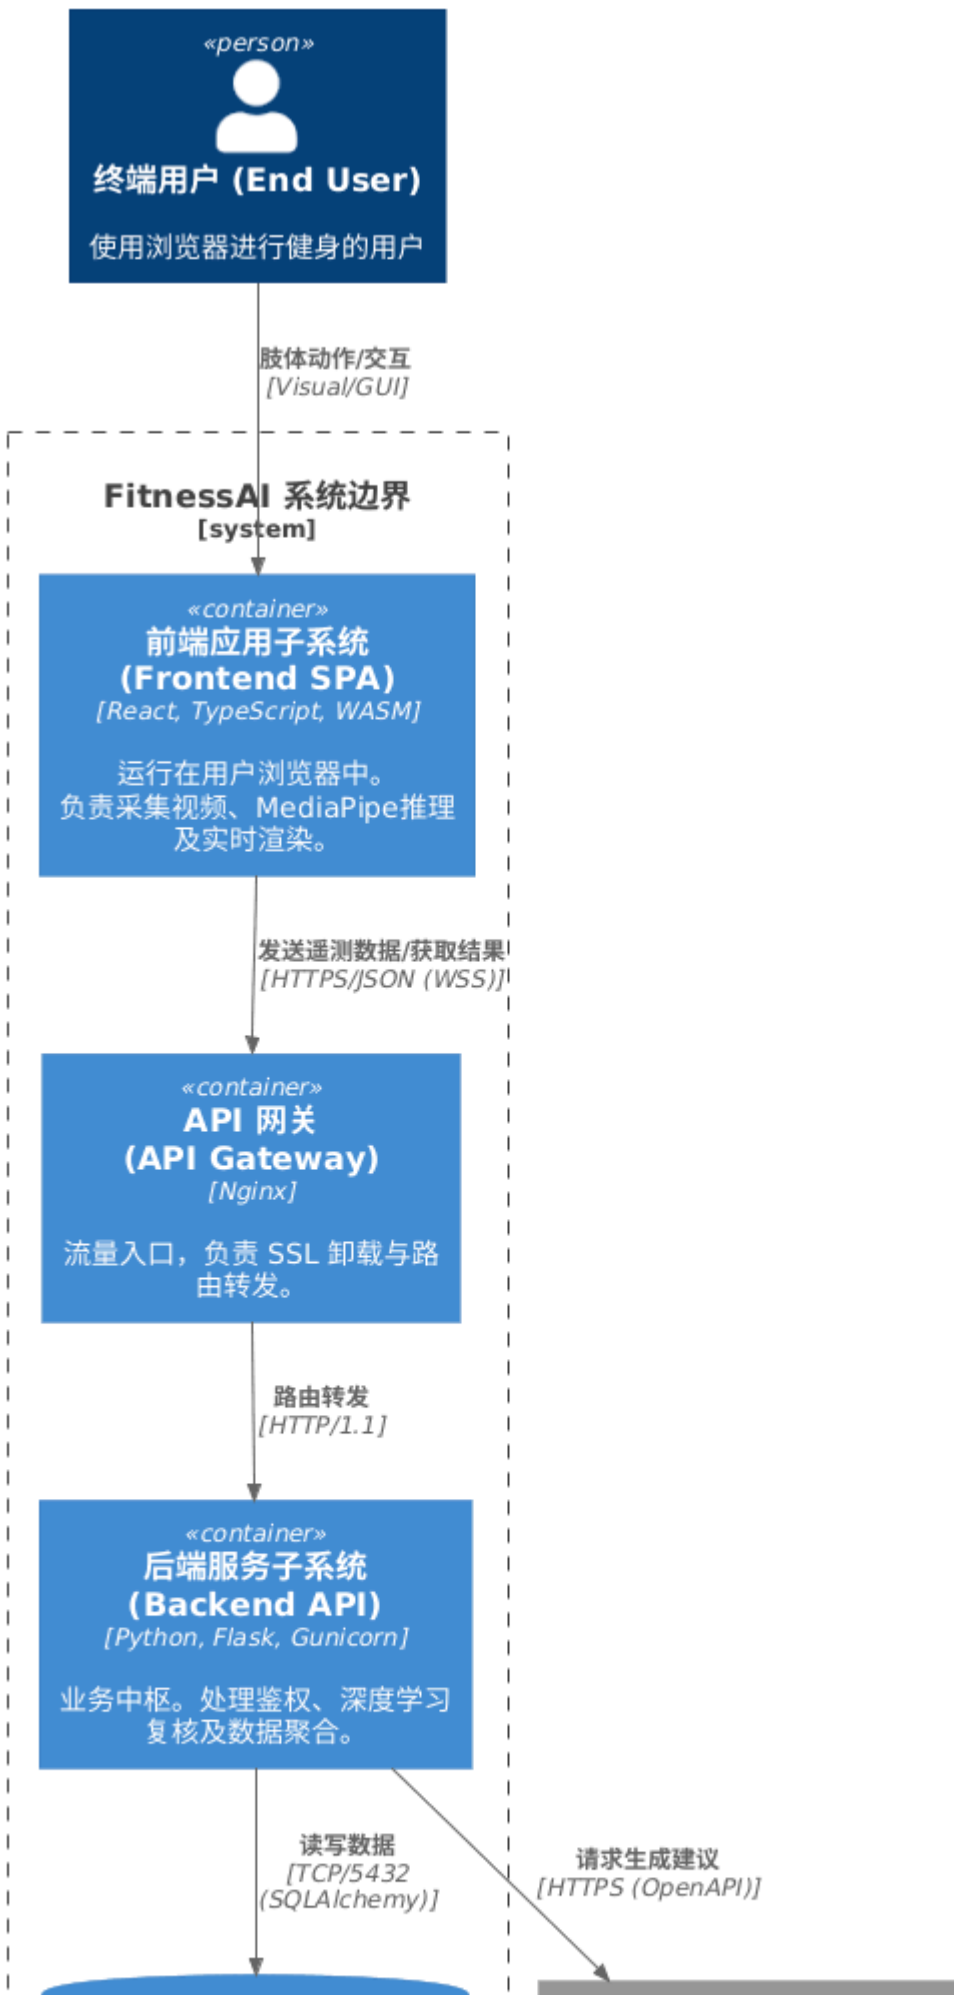 «person»
终端用户 (End User)
使用浏览器进行健身的用户
肢体动作/交互
[Visual/GUI]
FitnessAI 系统边界
[system]
«container»
前端应用子系统
(Frontend SPA)
[React, TypeScript, WASM]
运行在用户浏览器中。
负责采集视频、MediaPipe推理
及实时渲染。
发送遥测数据/获取结果
[HTTPS/JSON (WSS)]
«container»
API 网关
(API Gateway)
[Nginx]
流量入口，负责 SSL 卸载与路
由转发。
路由转发
[HTTP/1.1]
«container»
后端服务子系统
(Backend API)
[Python, Flask, Gunicorn]
业务中枢。处理鉴权、深度学习
复核及数据聚合。
读写数据
[TCP/5432
(SQLAlchemy)]
请求生成建议
[HTTPS (OpenAPI)]